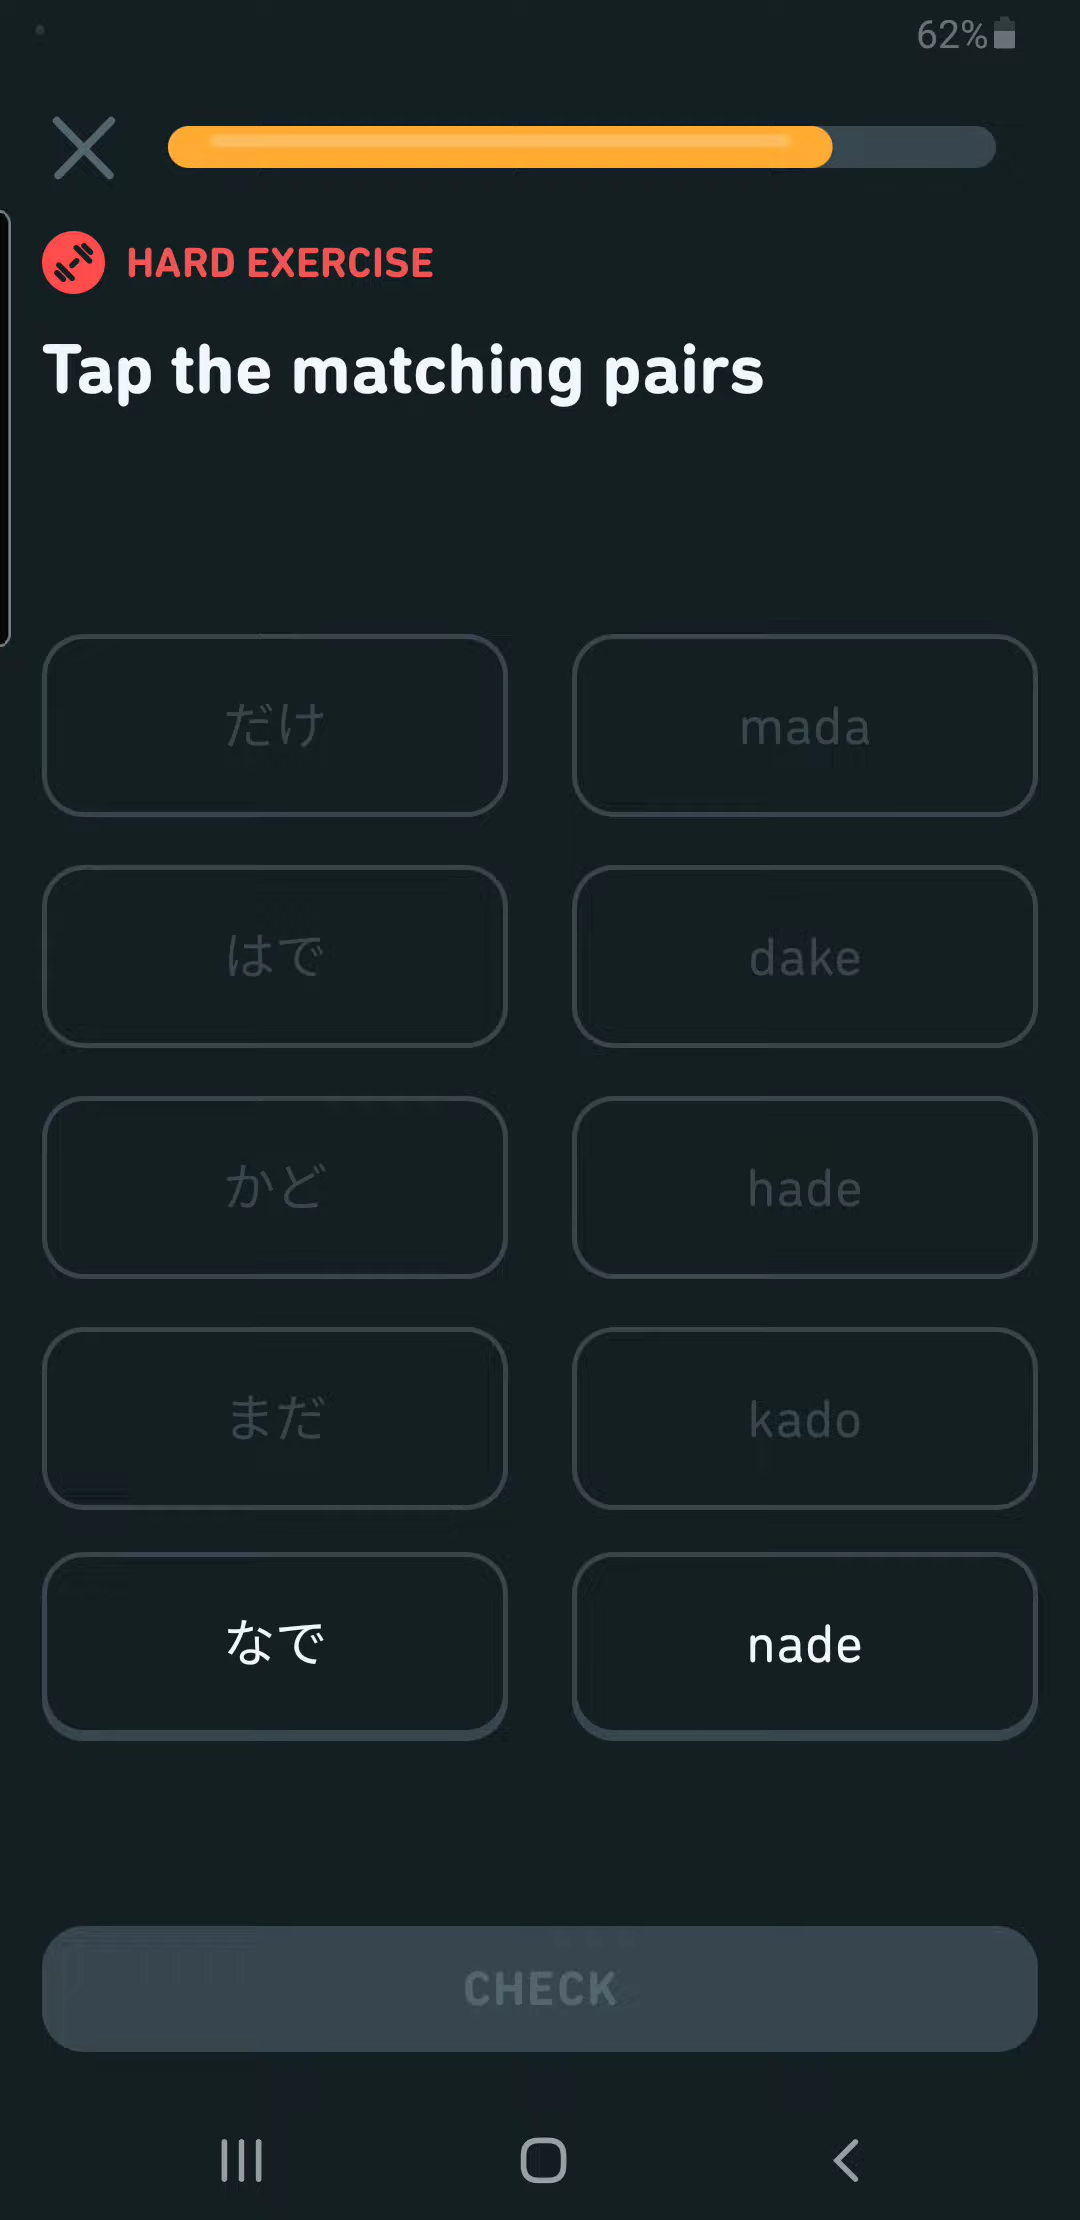 62%
HARD EXERCISE
Tap the matching pairs
だけ
mada
はで
dake
かど
hade
まだ
kado
なで
nade
CHECK